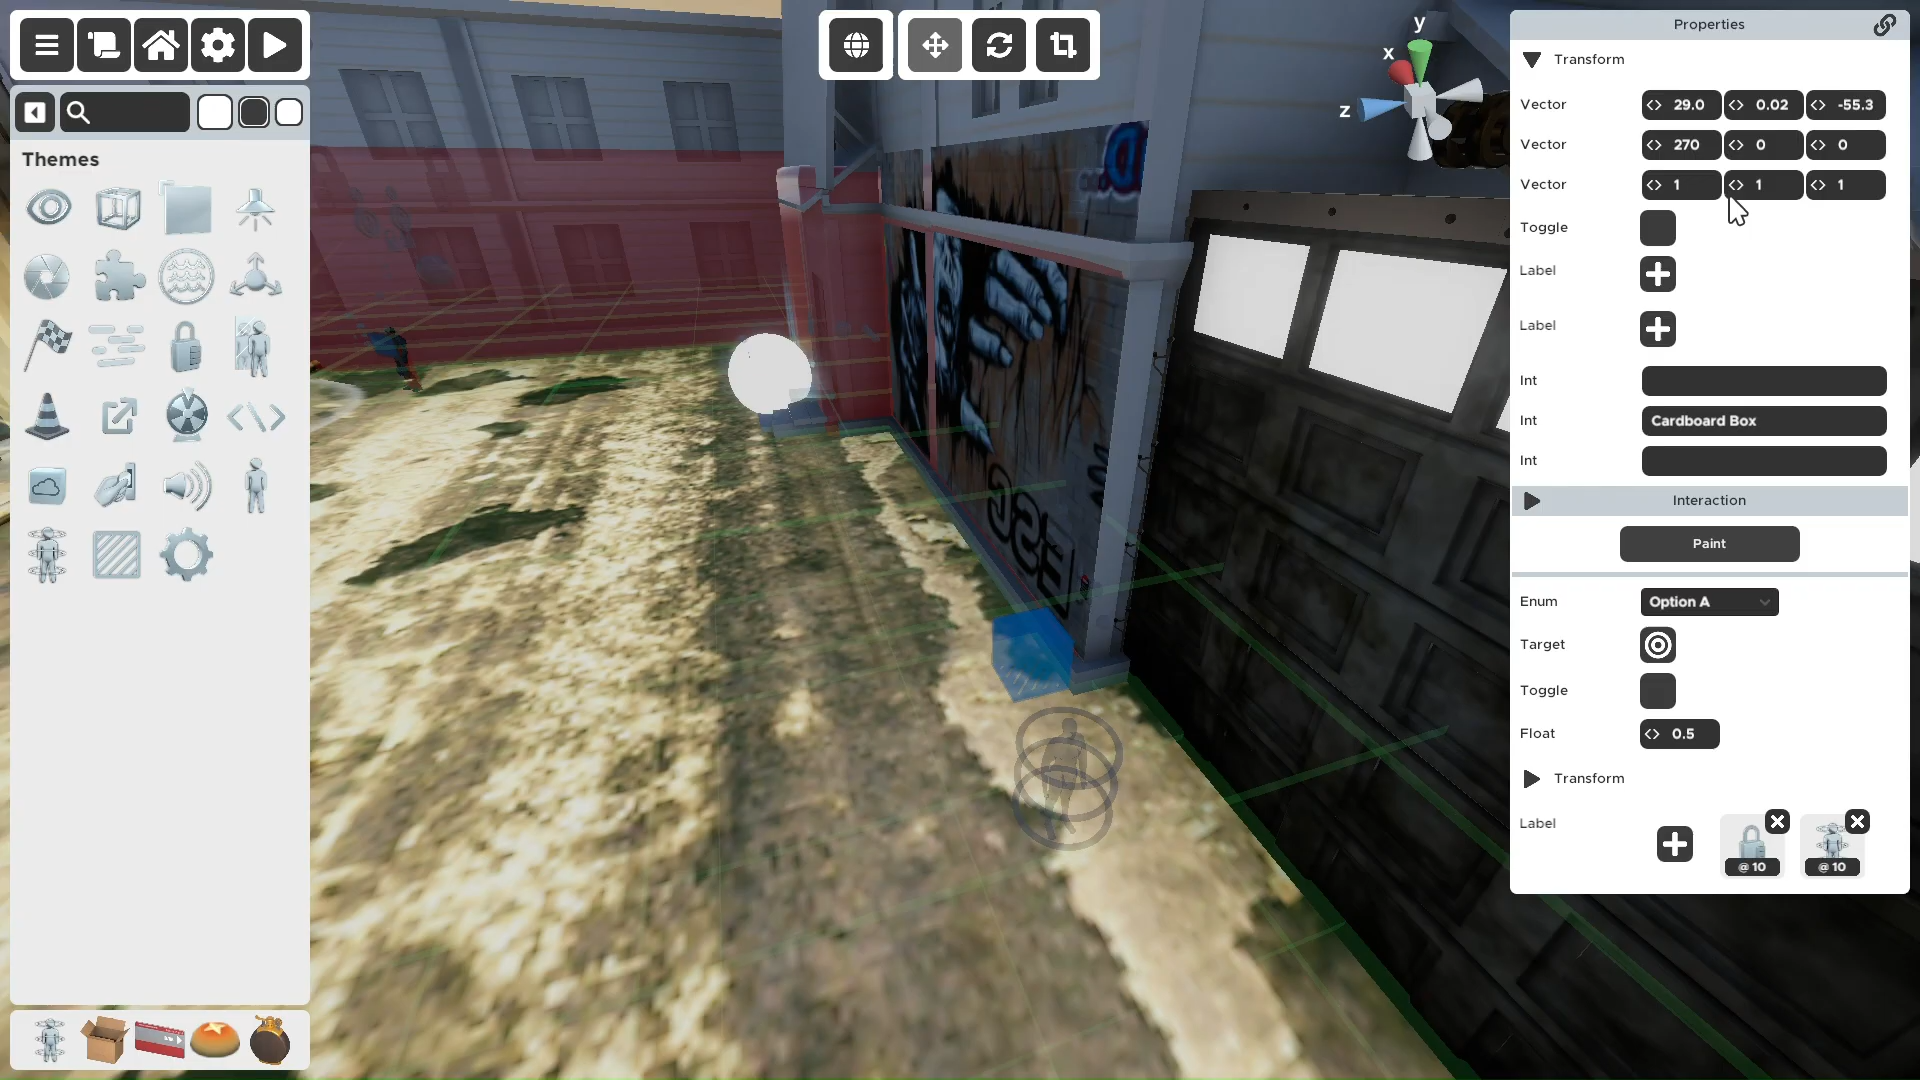 Themes
y
x
z
Properties
Transform
Vector 29.0 0.02 -55.3
Vector 270 0 0
Vector 1 1 1
Toggle
Label
Label
Int
Int Cardboard Box
Int
Interaction
Paint
Enum Option A
Target
Toggle
Float 0.5
Transform
Label
@ 10 @ 10